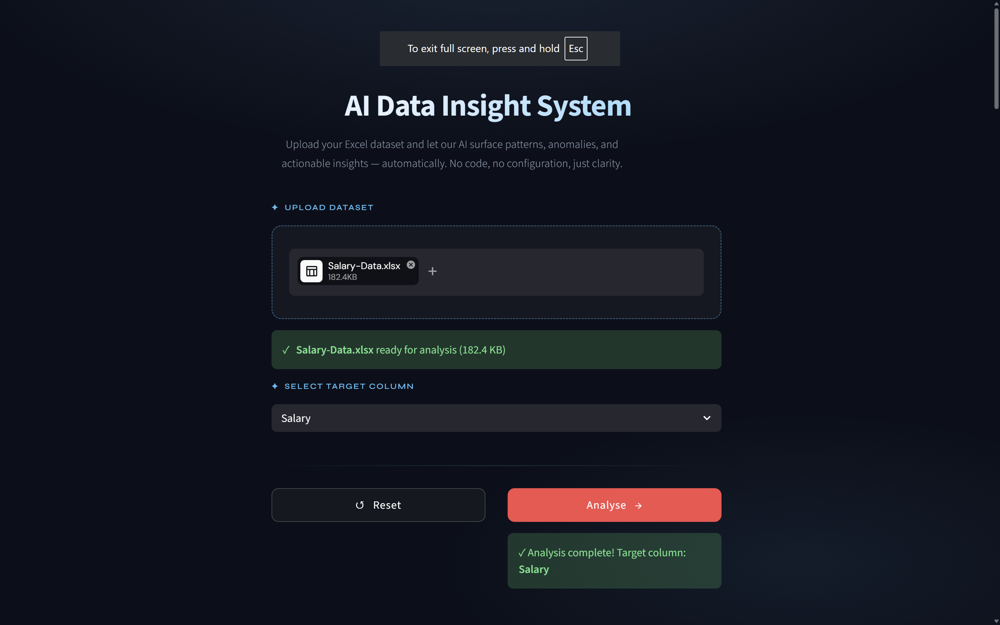 To exit full screen, press and hold Esc
AI Data Insight System
Upload your Excel dataset and let our AI surface patterns, anomalies, and
actionable insights — automatically. No code, no configuration, just clarity.
✦ UPLOAD DATASET
Salary-Data.xlsx
182.4KB
✓ Salary-Data.xlsx ready for analysis (182.4 KB)
✦ SELECT TARGET COLUMN
Salary
↺ Reset
Analyse →
✓ Analysis complete! Target column:
Salary